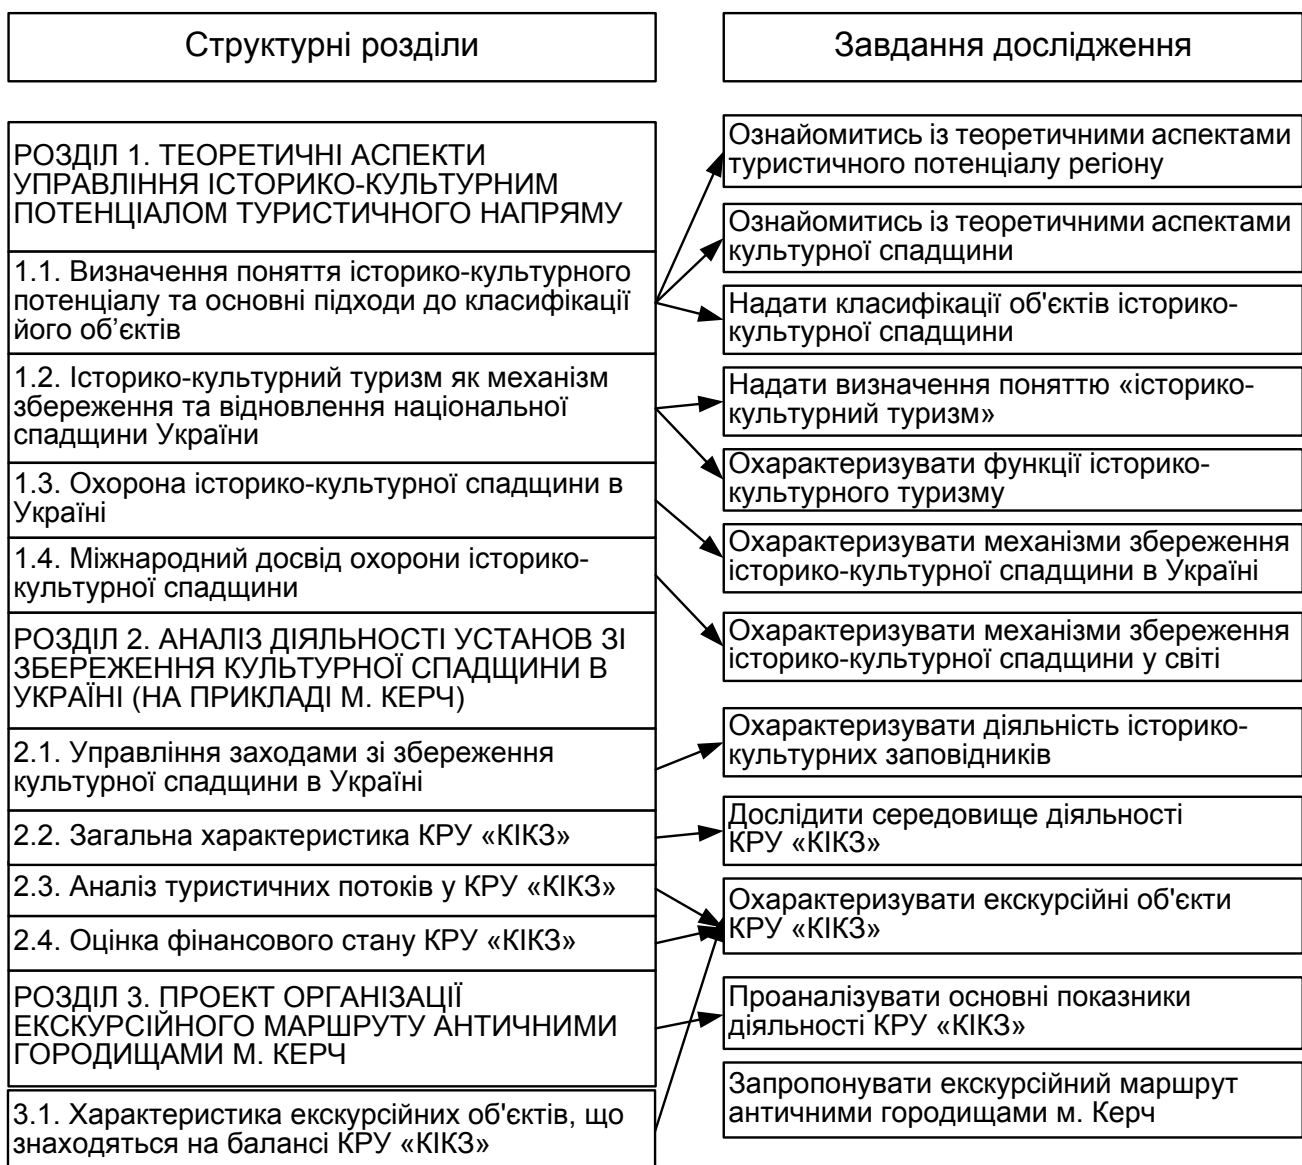 Структурні розділи
РОЗДІЛ 1. ТЕОРЕТИЧНІ АСПЕКТИ
УПРАВЛІННЯ ІСТОРИКО-КУЛЬТУРНИМ
ПОТЕНЦІАЛОМ ТУРИСТИЧНОГО НАПРЯМУ
1.1. Визначення поняття історико-культурного
потенціалу та основні підходи до класифікації
його об’єктів
1.2. Історико-культурний туризм як механізм
збереження та відновлення національної
спадщини України
1.3. Охорона історико-культурної спадщини в
Україні
1.4. Міжнародний досвід охорони історико-
культурної спадщини
РОЗДІЛ 2. АНАЛІЗ ДІЯЛЬНОСТІ УСТАНОВ ЗІ
ЗБЕРЕЖЕННЯ КУЛЬТУРНОЇ СПАДЩИНИ В
УКРАЇНІ (НА ПРИКЛАДІ М. КЕРЧ)
2.1. Управління заходами зі збереження
культурної спадщини в Україні
2.2. Загальна характеристика КРУ «КІКЗ»
2.3. Аналіз туристичних потоків у КРУ «КІКЗ»
2.4. Оцінка фінансового стану КРУ «КІКЗ»
РОЗДІЛ 3. ПРОЕКТ ОРГАНІЗАЦІЇ
ЕКСКУРСІЙНОГО МАРШРУТУ АНТИЧНИМИ
ГОРОДИЩАМИ М. КЕРЧ
3.1. Характеристика екскурсійних об'єктів, що
знаходяться на балансі КРУ «КІКЗ»
Завдання дослідження
Ознайомитись із теоретичними аспектами
туристичного потенціалу регіону
Ознайомитись із теоретичними аспектами
культурної спадщини
Надати класифікації об'єктів історико-
культурної спадщини
Надати визначення поняттю «історико-
культурний туризм»
Охарактеризувати функції історико-
культурного туризму
Охарактеризувати механізми збереження
історико-культурної спадщини в Україні
Охарактеризувати механізми збереження
історико-культурної спадщини у світі
Охарактеризувати діяльність історико-
культурних заповідників
Дослідити середовище діяльності
КРУ «КІКЗ»
Охарактеризувати екскурсійні об'єкти
КРУ «КІКЗ»
Проаналізувати основні показники
діяльності КРУ «КІКЗ»
Запропонувати екскурсійний маршрут
античними городищами м. Керч